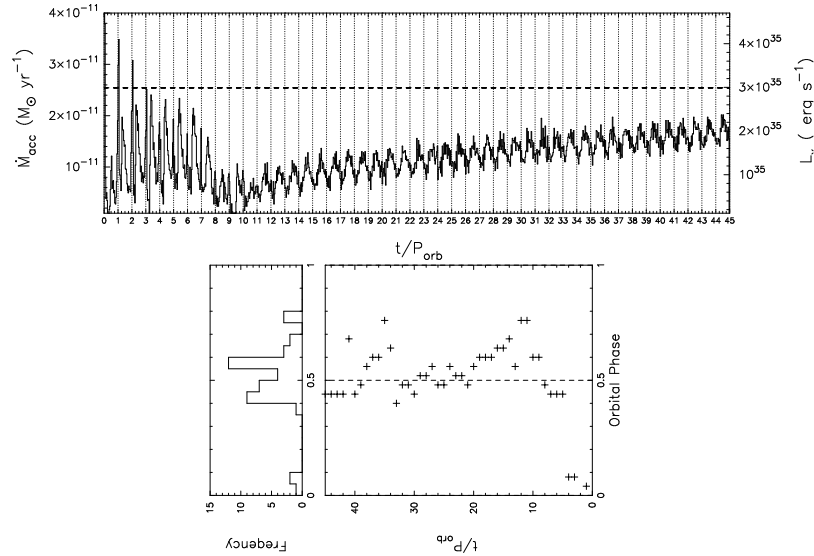 4×10⁻¹¹
3×10⁻¹¹
2×10⁻¹¹
10⁻¹¹
Ṁacc (M☉ yr⁻¹)
4×10³⁵
3×10³⁵
2×10³⁵
10³⁵
( erg s⁻¹)
0 1 2 3 4 5 6 7 8 9 10 11 12 13 14 15 16 17 18 19 20 21 22 23 24 25 26 27 28 29 30 31 32 33 34 35 36 37 38 39 40 41 42 43 44 45
t/Porb
1
0.5
0
15 10 5 0
Freqency
1
0.5
0
40 30 20 10 0
t/Porb
Orbital Phase